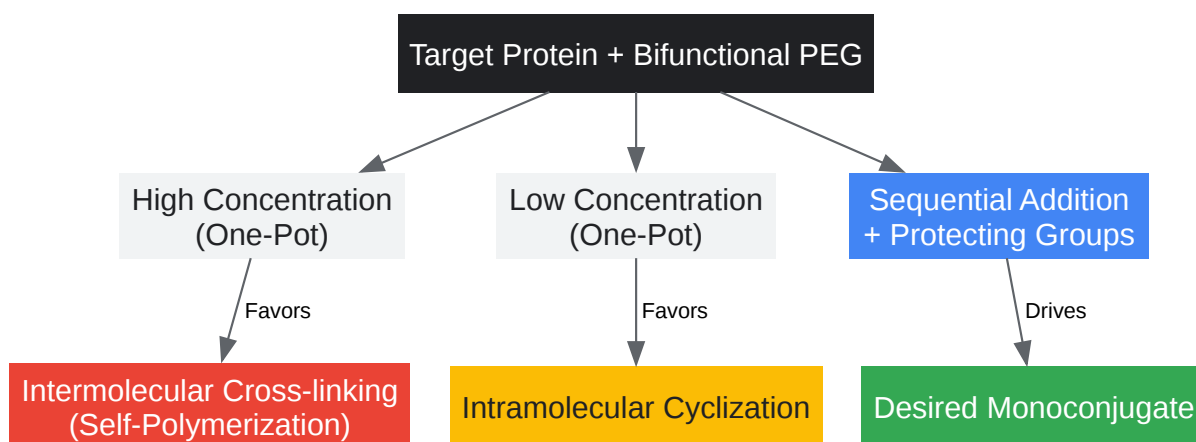 Target Protein + Bifunctional PEG
High Concentration
(One-Pot)
Low Concentration
(One-Pot)
Sequential Addition
+ Protecting Groups
Favors
Favors
Drives
Intermolecular Cross-linking
(Self-Polymerization)
Intramolecular Cyclization
Desired Monoconjugate